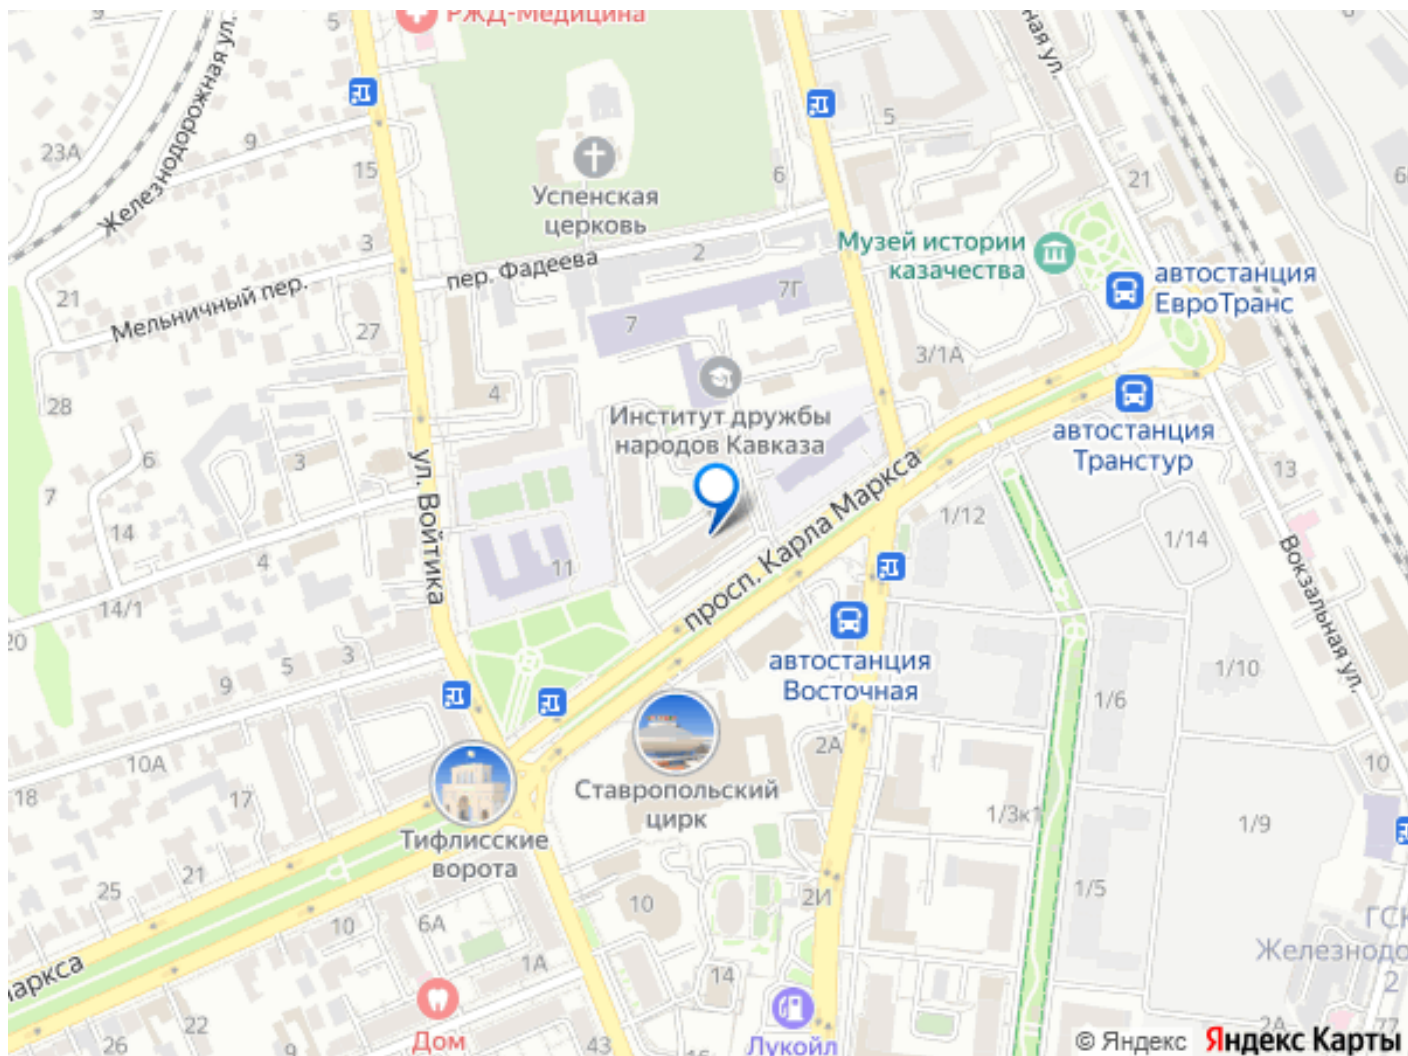 РЖД-Медицина
5
Железнодорожная ул.
23А
9
15
5
6
21
Успенская
церковь
3
пер. Фадеева
2
Музей истории
казачества
автостанция
ЕвроТранс
7Г
21
Мельничный пер.
27
7
3/1А
4
28
Институт дружбы
народов Кавказа
автостанция
Транстур
6
3
7
ул. Войтика
13
14
4
11
1/12
1/14
просп. Карла Маркса
Вокзальная ул.
14/1
20
автостанция
Восточная
3
5
9
1/10
1/6
10А
2А
10
18
17
Ставропольский
цирк
1/3к1
1/9
Тифлисские
ворота
25
21
10
6А
10
2И
1/5
1А
14
Железнодо
2
22
26
Дом
9
43
Лукойл
2А
77
© Яндекс Яндекс Карты